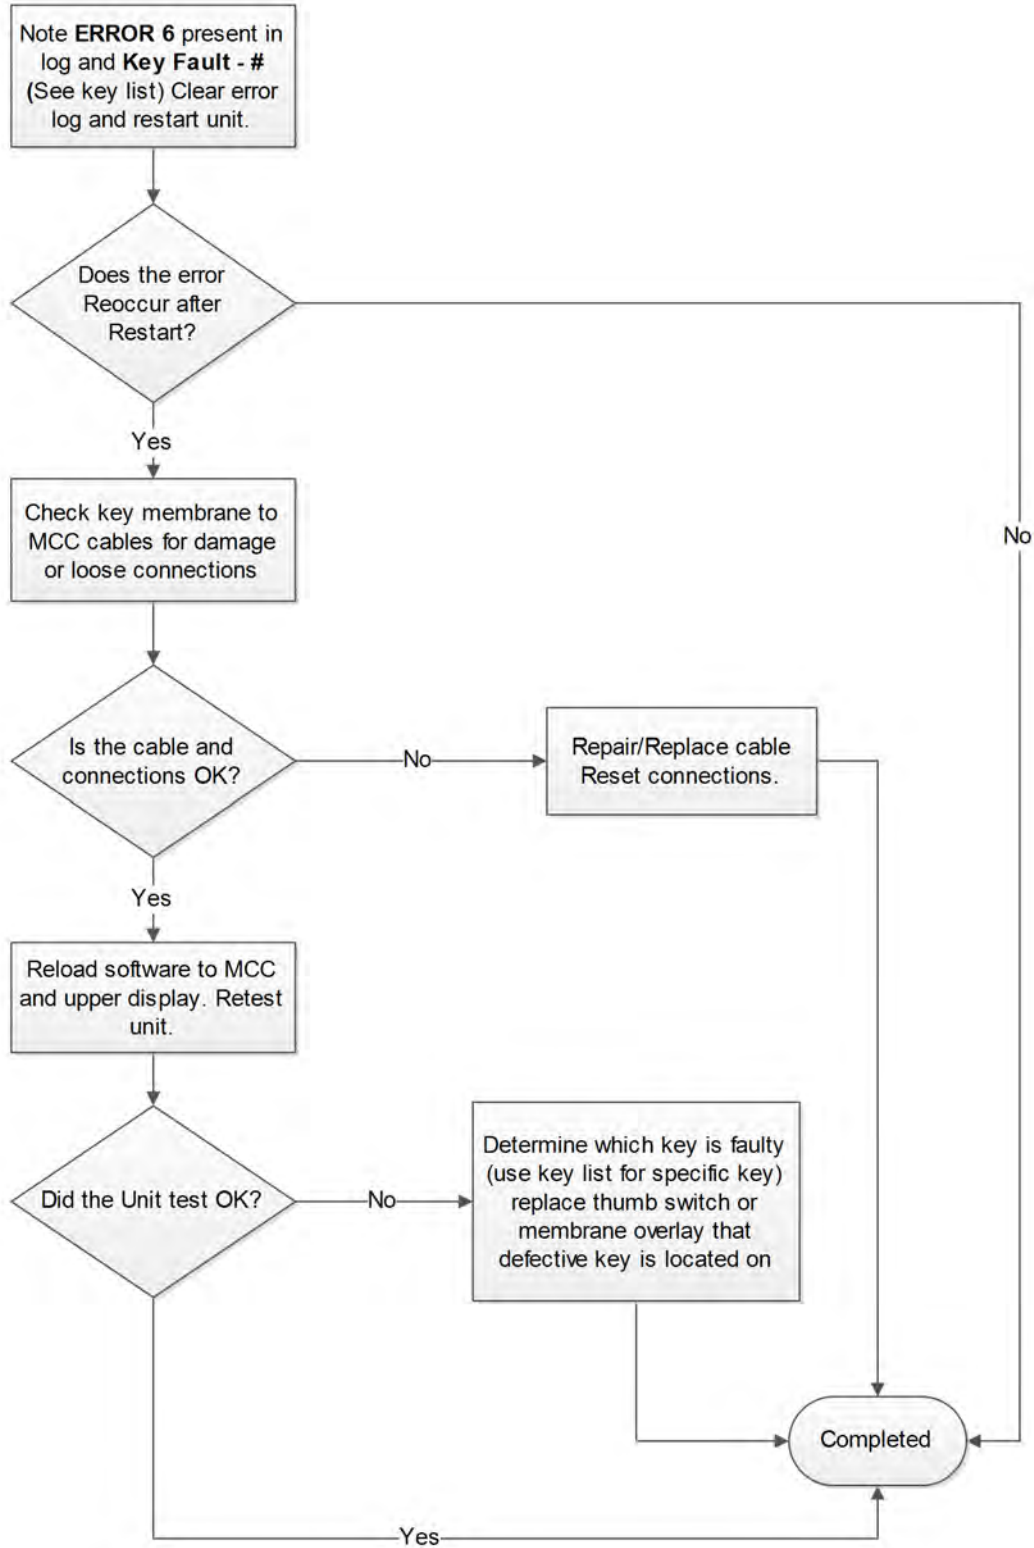 Note ERROR 6 present in
log and Key Fault - #
(See key list) Clear error
log and restart unit.
Does the error
Reoccur after
Restart?
Yes
No
Check key membrane to
MCC cables for damage
or loose connections
Is the cable and
connections OK?
No
Repair/Replace cable
Reset connections.
Yes
Reload software to MCC
and upper display. Retest
unit.
Did the Unit test OK?
No
Determine which key is faulty
(use key list for specific key)
replace thumb switch or
membrane overlay that
defective key is located on
Completed
Yes